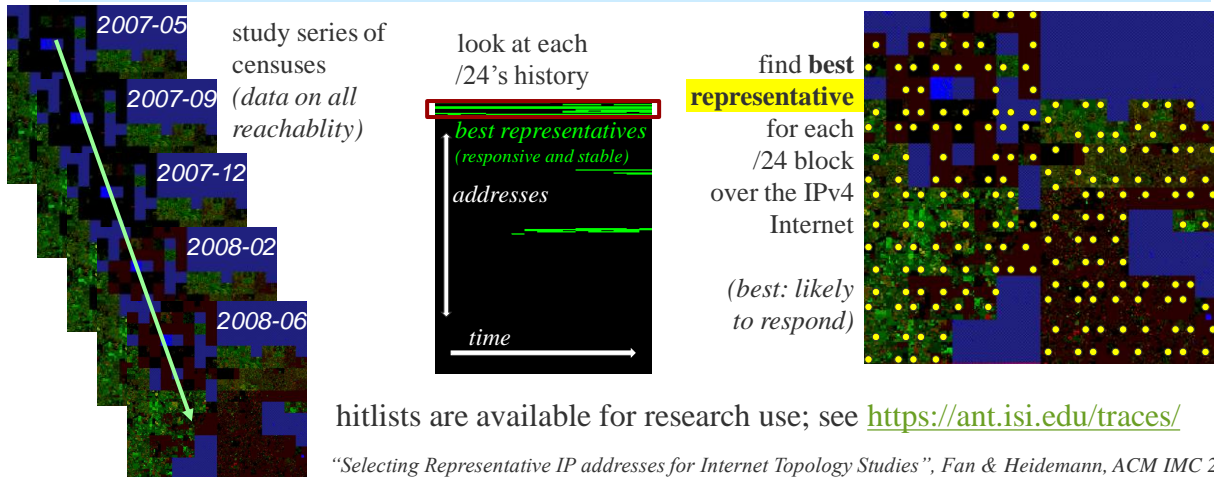 2007-05
2007-09
2007-12
2008-02
2008-06
study series of
censuses
(data on all
reachablity)
look at each
/24's history
best representatives
(responsive and stable)
addresses
time
find best
representative
for each
/24 block
over the IPv4
Internet
(best: likely
to respond)
hitlists are available for research use; see https://ant.isi.edu/traces/
"Selecting Representative IP addresses for Internet Topology Studies", Fan & Heidemann, ACM IMC 2